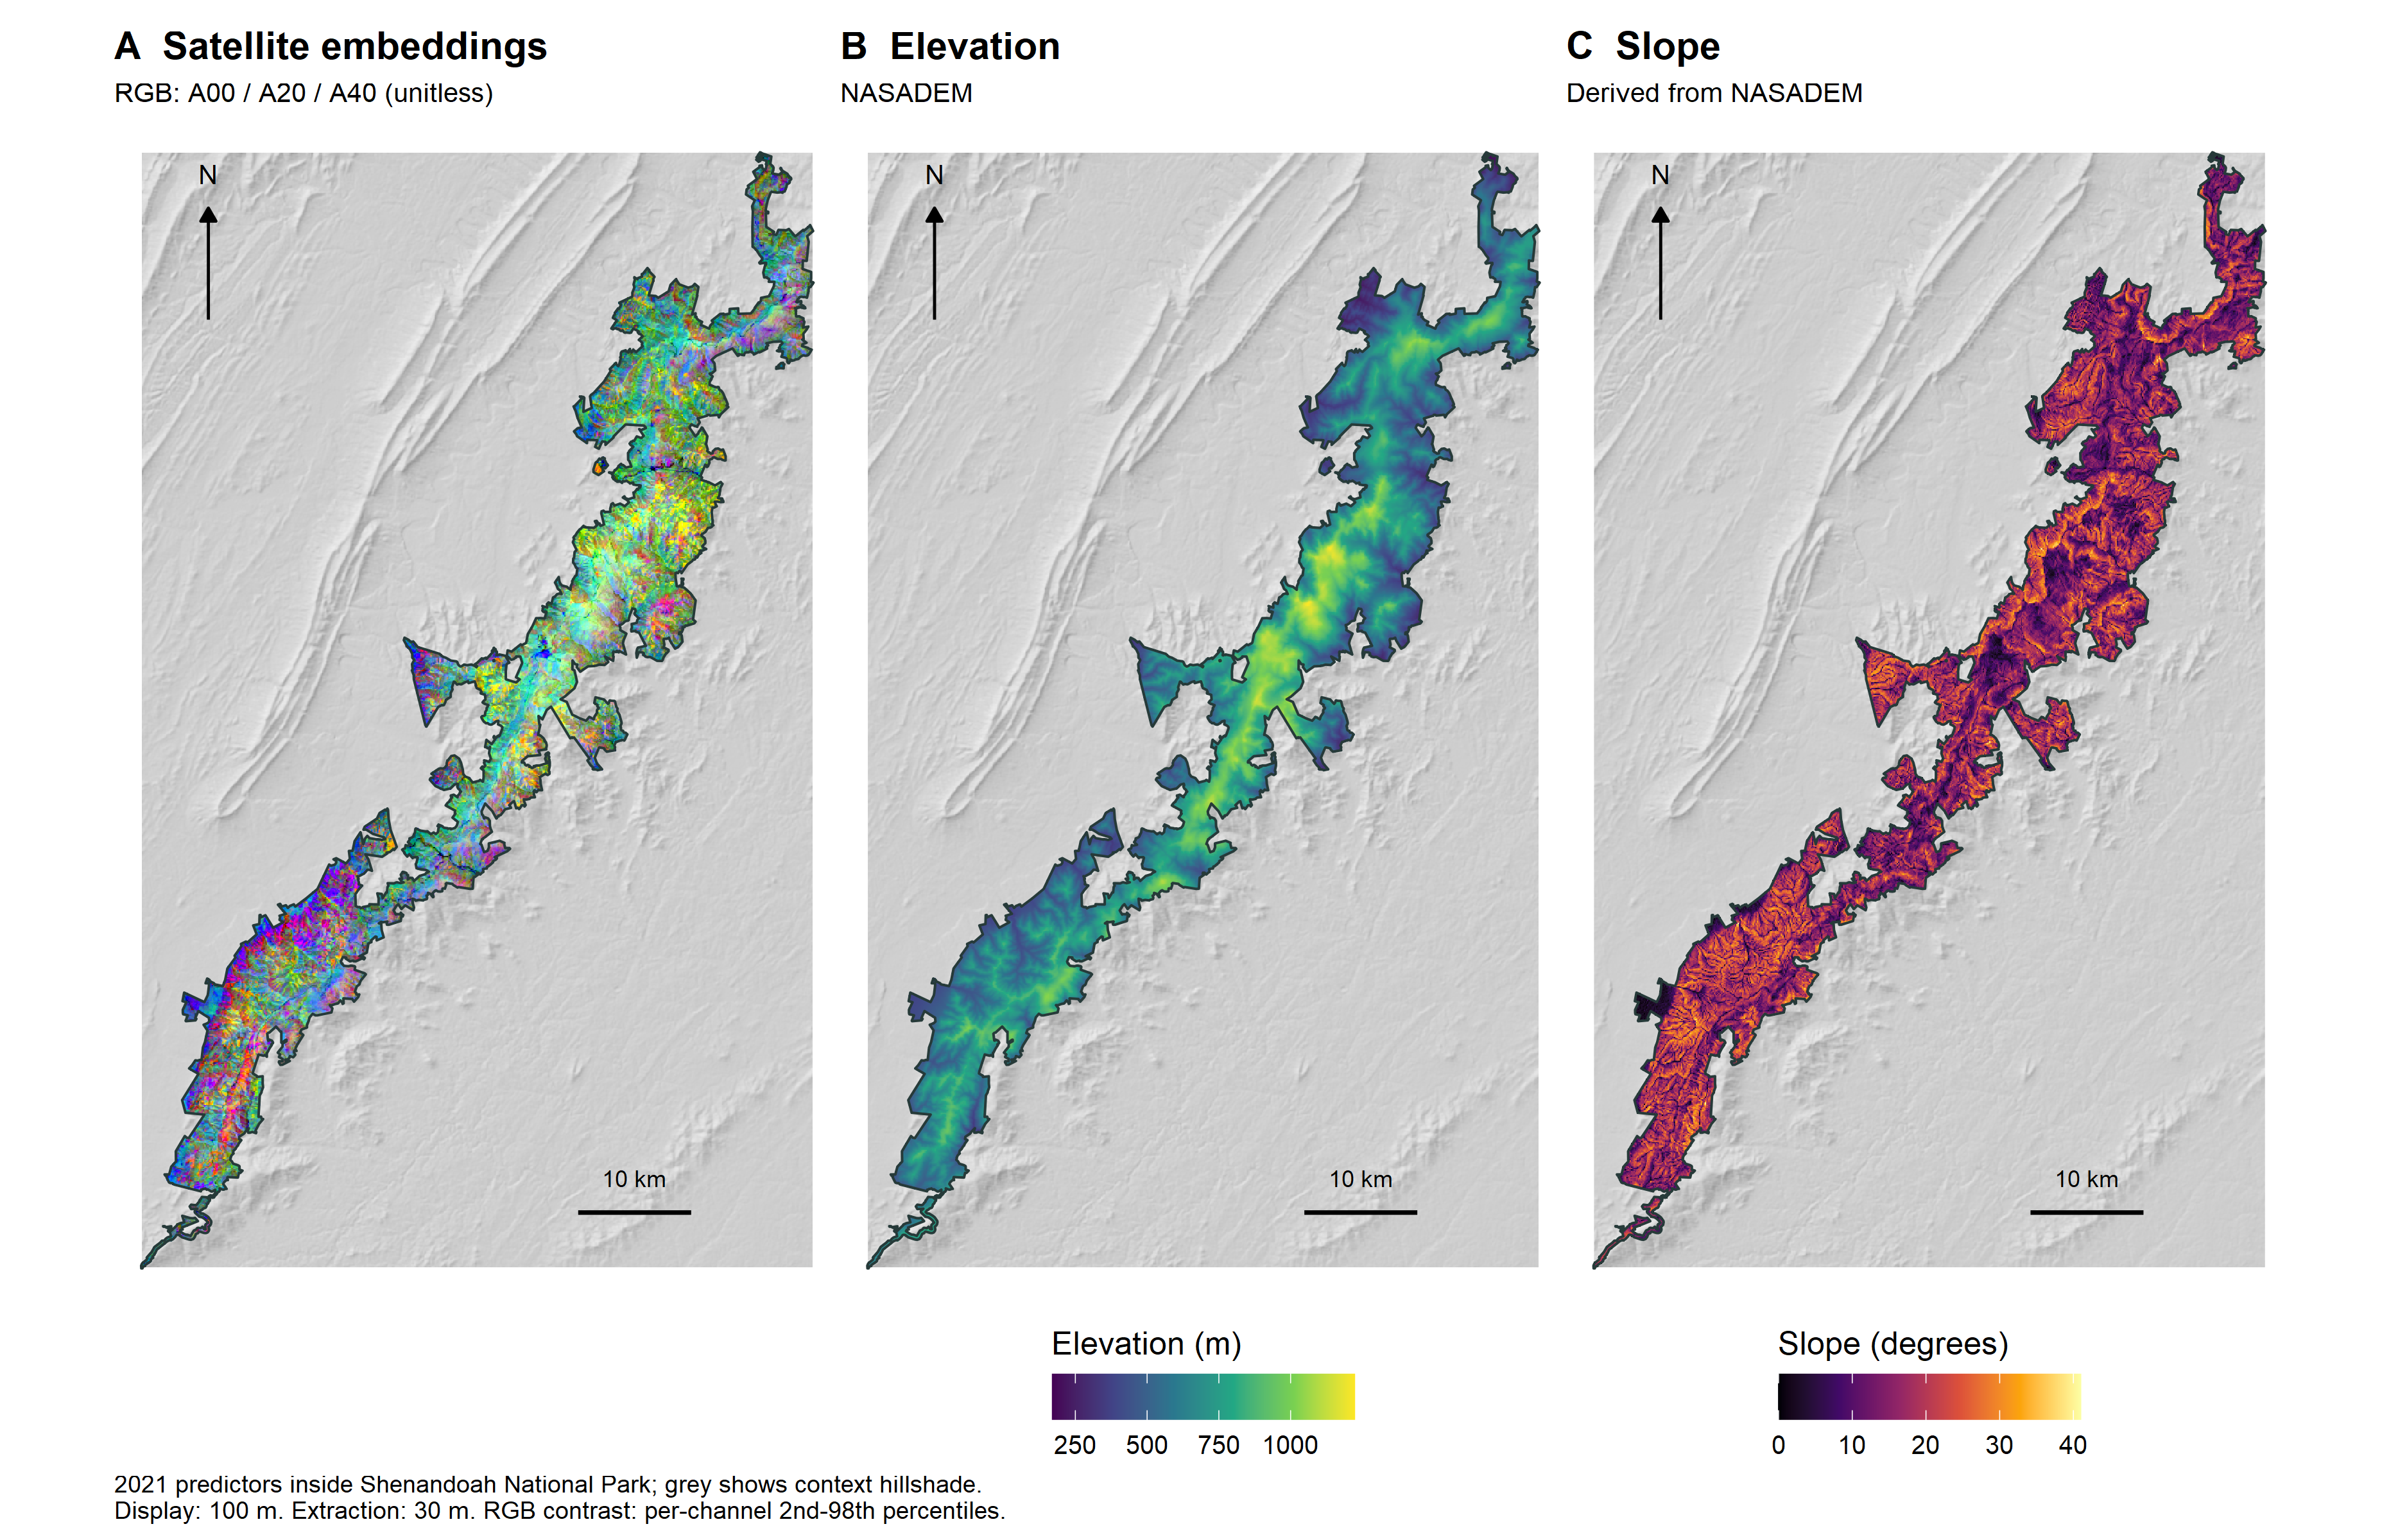 A Satellite embeddings
RGB: A00 / A20 / A40 (unitless)
B Elevation
NASADEM
C Slope
Derived from NASADEM
N
N
N
10 km
10 km
10 km
Elevation (m)
250 500 750 1000
Slope (degrees)
0 10 20 30 40
2021 predictors inside Shenandoah National Park; grey shows context hillshade.
Display: 100 m. Extraction: 30 m. RGB contrast: per-channel 2nd-98th percentiles.